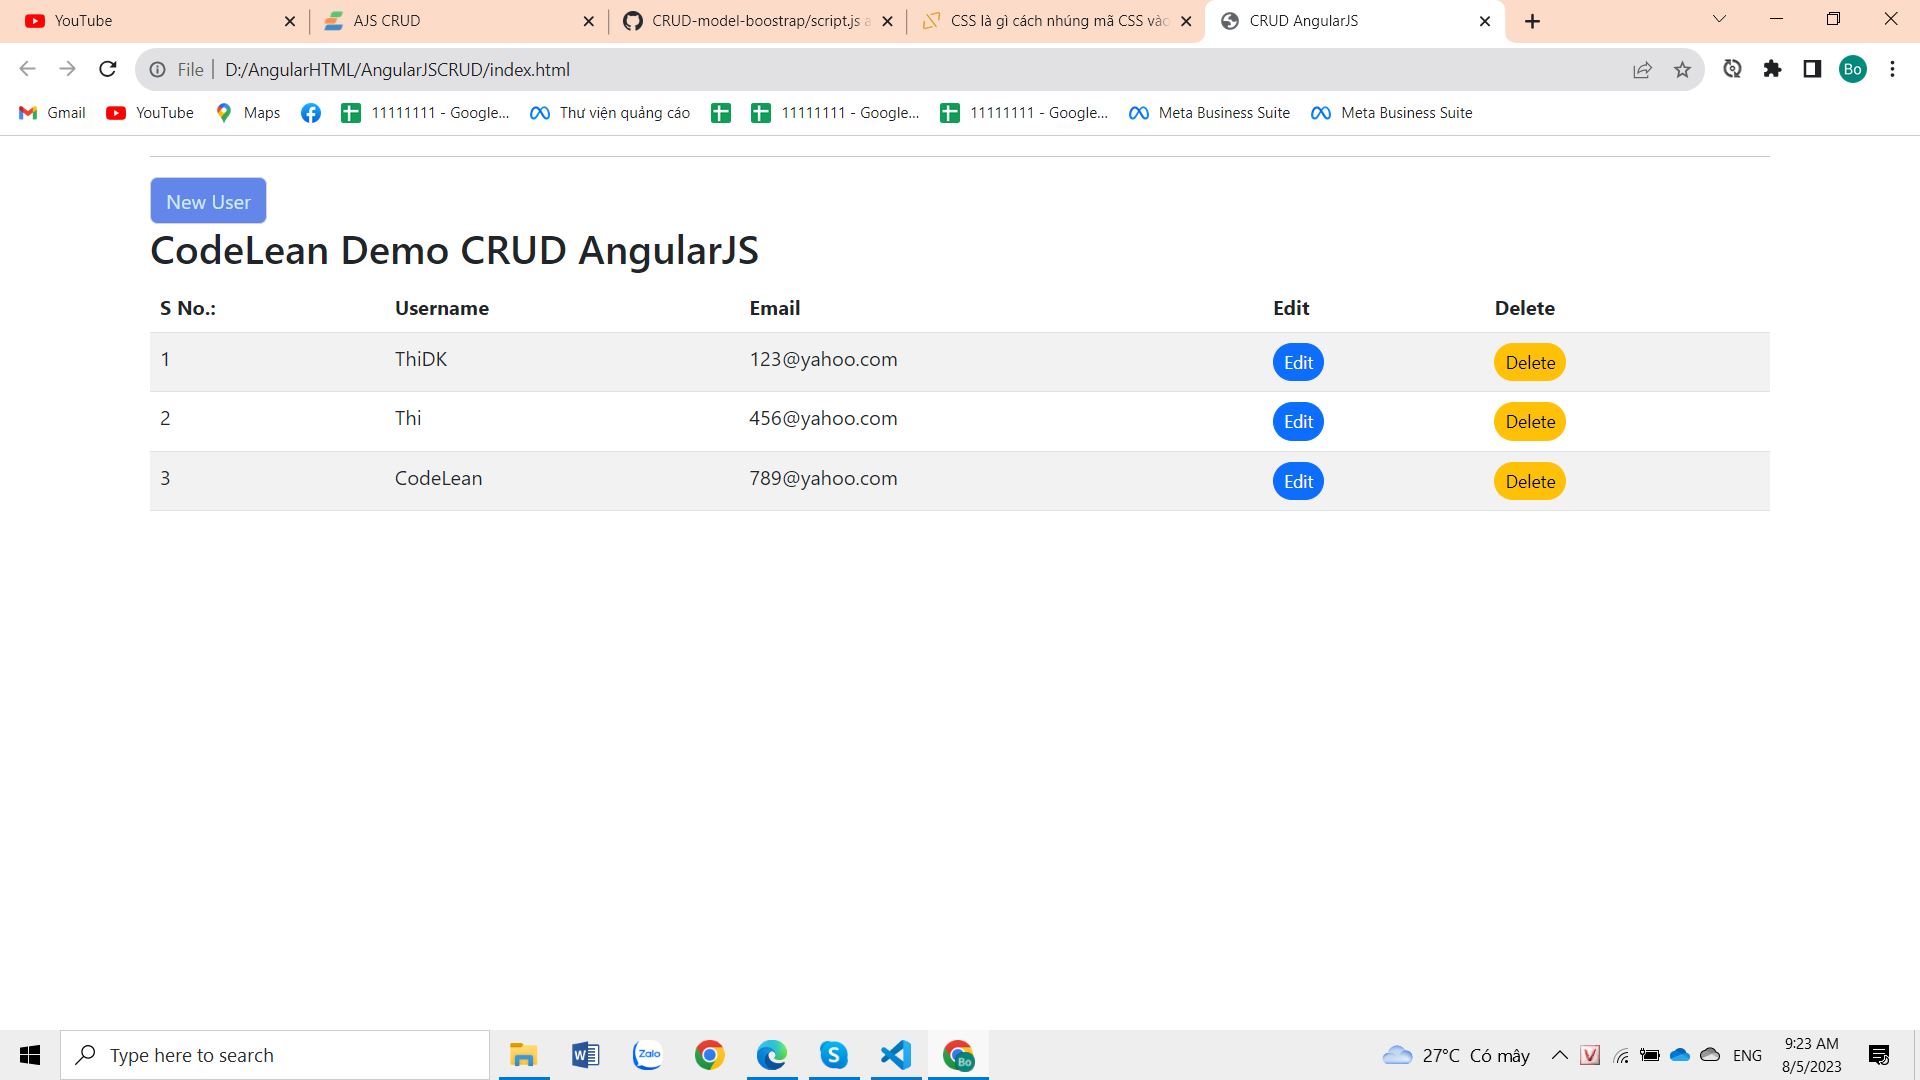 YouTube
AJS CRUD
CRUD-model-boostrap/script.js a
CSS là gì cách nhúng mã CSS vào
CRUD AngularJS
File D:/AngularHTML/AngularJSCRUD/index.html
Bo
Gmail YouTube Maps 11111111 - Google... Thư viện quảng cáo 11111111 - Google... 11111111 - Google... Meta Business Suite Meta Business Suite
New User
CodeLean Demo CRUD AngularJS
S No.: Username Email Edit Delete
1 ThiDK 123@yahoo.com Edit Delete
2 Thi 456@yahoo.com Edit Delete
3 CodeLean 789@yahoo.com Edit Delete
Type here to search
Zalo
Bo
27°C Có mây
ENG
9:23 AM
8/5/2023